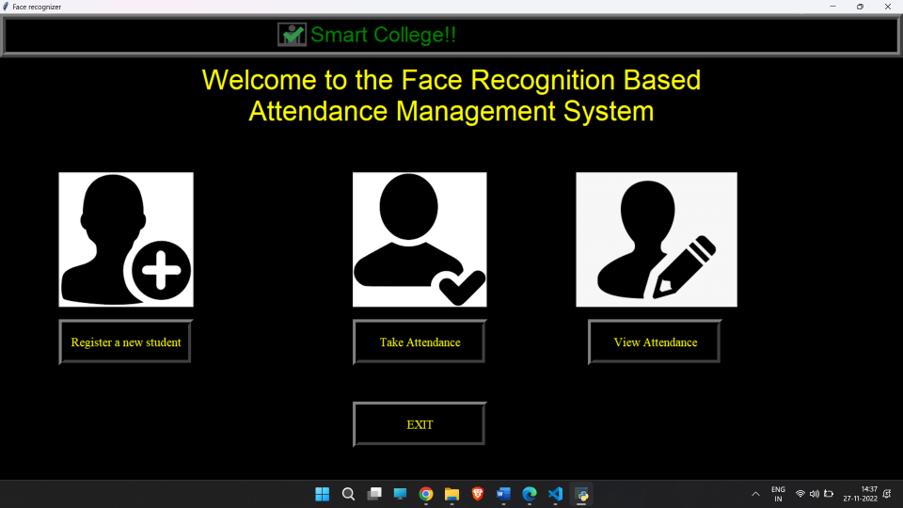 Face recognizer
Smart College!!
Welcome to the Face Recognition Based
Attendance Management System
Register a new student
Take Attendance
View Attendance
EXIT
ENG
IN
14:37
27-11-2022